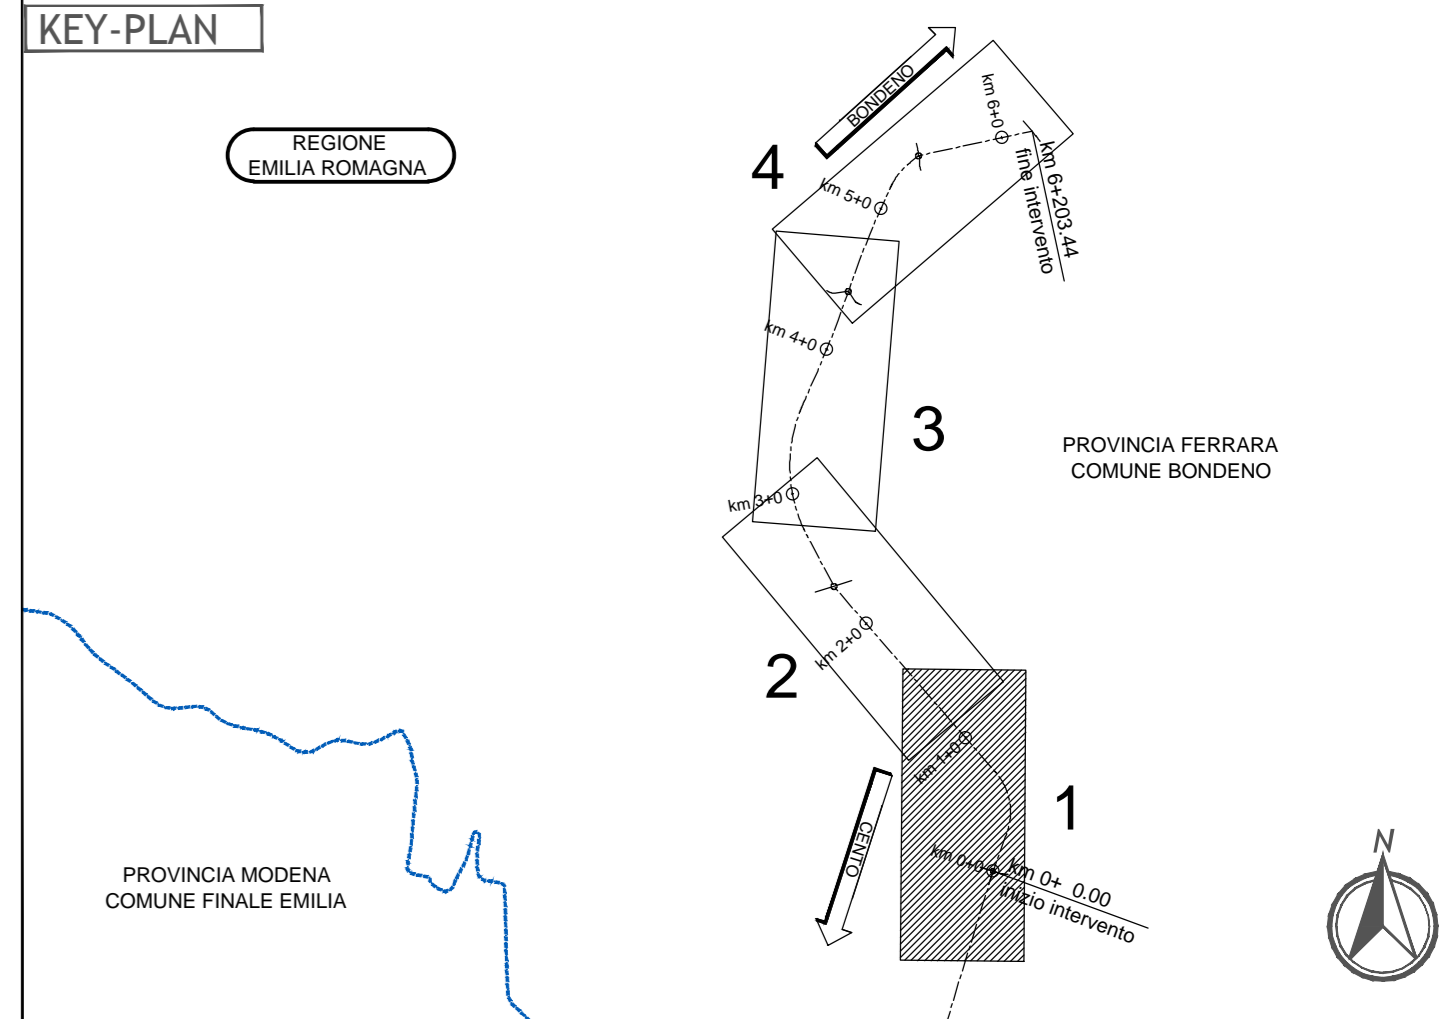 KEY-PLAN
REGIONE
EMILIA ROMAGNA
BONDENO
4
km 6+0
km 6+203.44
fine intervento
km 5+0
km 4+0
3
PROVINCIA FERRARA
COMUNE BONDENO
km 3+0
km 2+0
2
km 1+0
1
CENTO
km 0+0
km 0+ 0.00
inizio intervento
PROVINCIA MODENA
COMUNE FINALE EMILIA
N